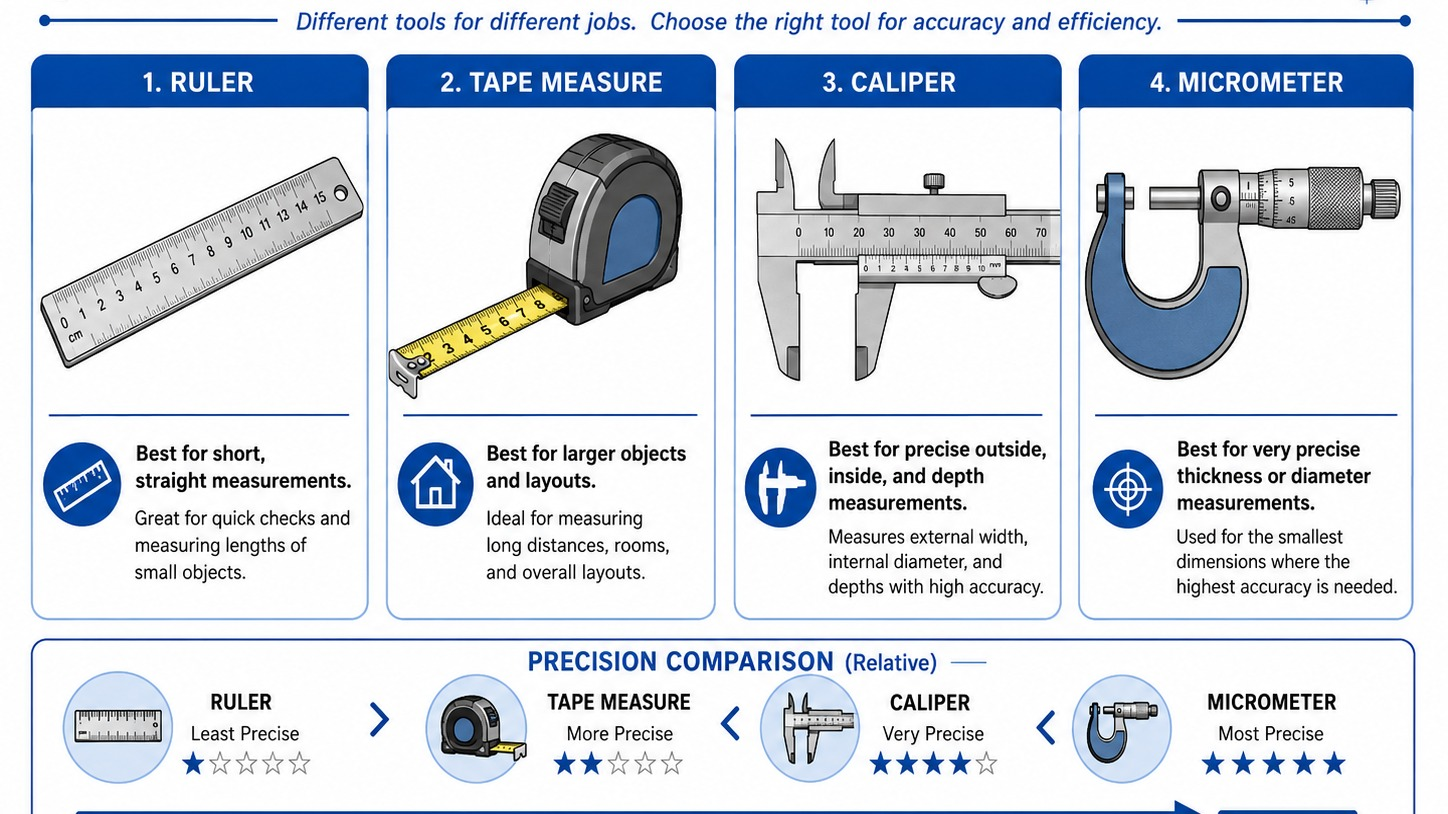 Different tools for different jobs. Choose the right tool for accuracy and efficiency.
1. RULER
0 1 2 3 4 5 6 7 8 9 10 11 13 14 15
cm
Best for short,
straight measurements.
Great for quick checks and
measuring lengths of
small objects.
2. TAPE MEASURE
2 3 4 5 6 7 8
Best for larger objects
and layouts.
Ideal for measuring
long distances, rooms,
and overall layouts.
3. CALIPER
0 10 20 30 40 50 60 70
0 1 2 4 5 6 7 8 9 10
Best for precise outside,
inside, and depth
measurements.
Measures external width,
internal diameter, and
depths with high accuracy.
4. MICROMETER
5
5
45
Best for very precise
thickness or diameter
measurements.
Used for the smallest
dimensions where the
highest accuracy is needed.
PRECISION COMPARISON (Relative)
RULER
Least Precise
TAPE MEASURE
More Precise
CALIPER
Very Precise
MICROMETER
Most Precise